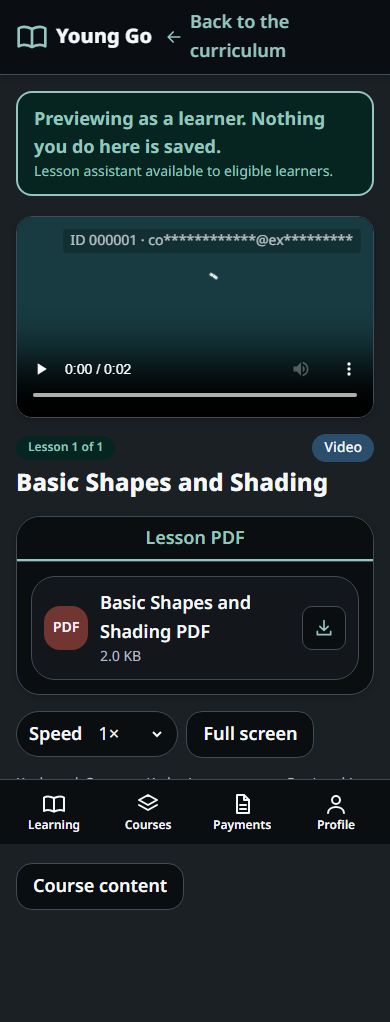 Young Go
Back to the
curriculum
Previewing as a learner. Nothing
you do here is saved.
Lesson assistant available to eligible learners.
ID 000001 · co************@ex*********
0:00 / 0:02
Lesson 1 of 1
Video
Basic Shapes and Shading
Lesson PDF
PDF
Basic Shapes and
Shading PDF
2.0 KB
Speed 1×
Full screen
Learning
Courses
Payments
Profile
Course content